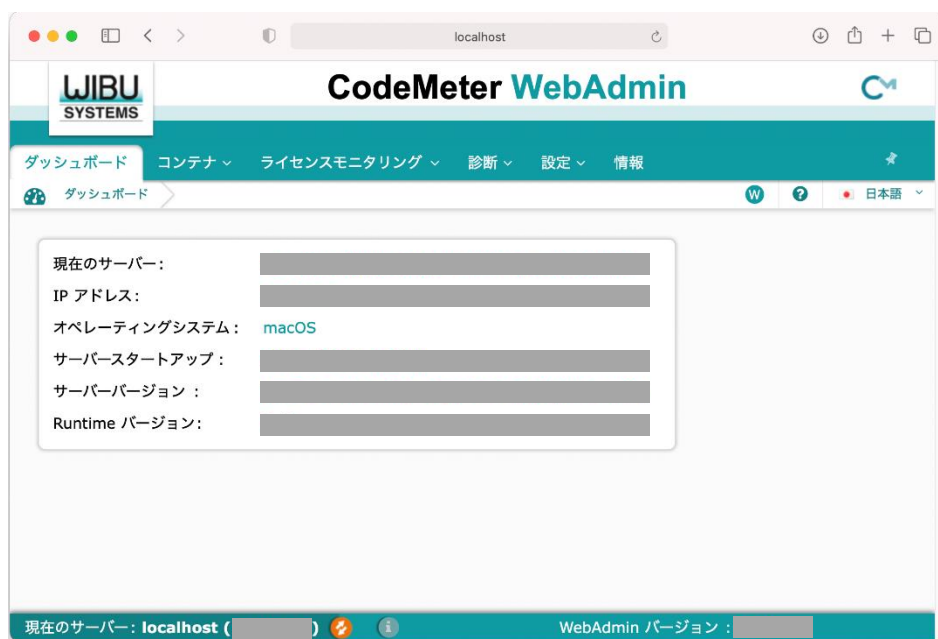 localhost
WIBU
SYSTEMS
CodeMeter WebAdmin
CM
ダッシュボード コンテナ ライセンスモニタリング 診断 設定 情報
ダッシュボード W ? 日本語
現在のサーバー:
IP アドレス:
オペレーティングシステム: macOS
サーバースタートアップ:
サーバーバージョン :
Runtime バージョン:
現在のサーバー: localhost ( ) i WebAdmin バージョン :